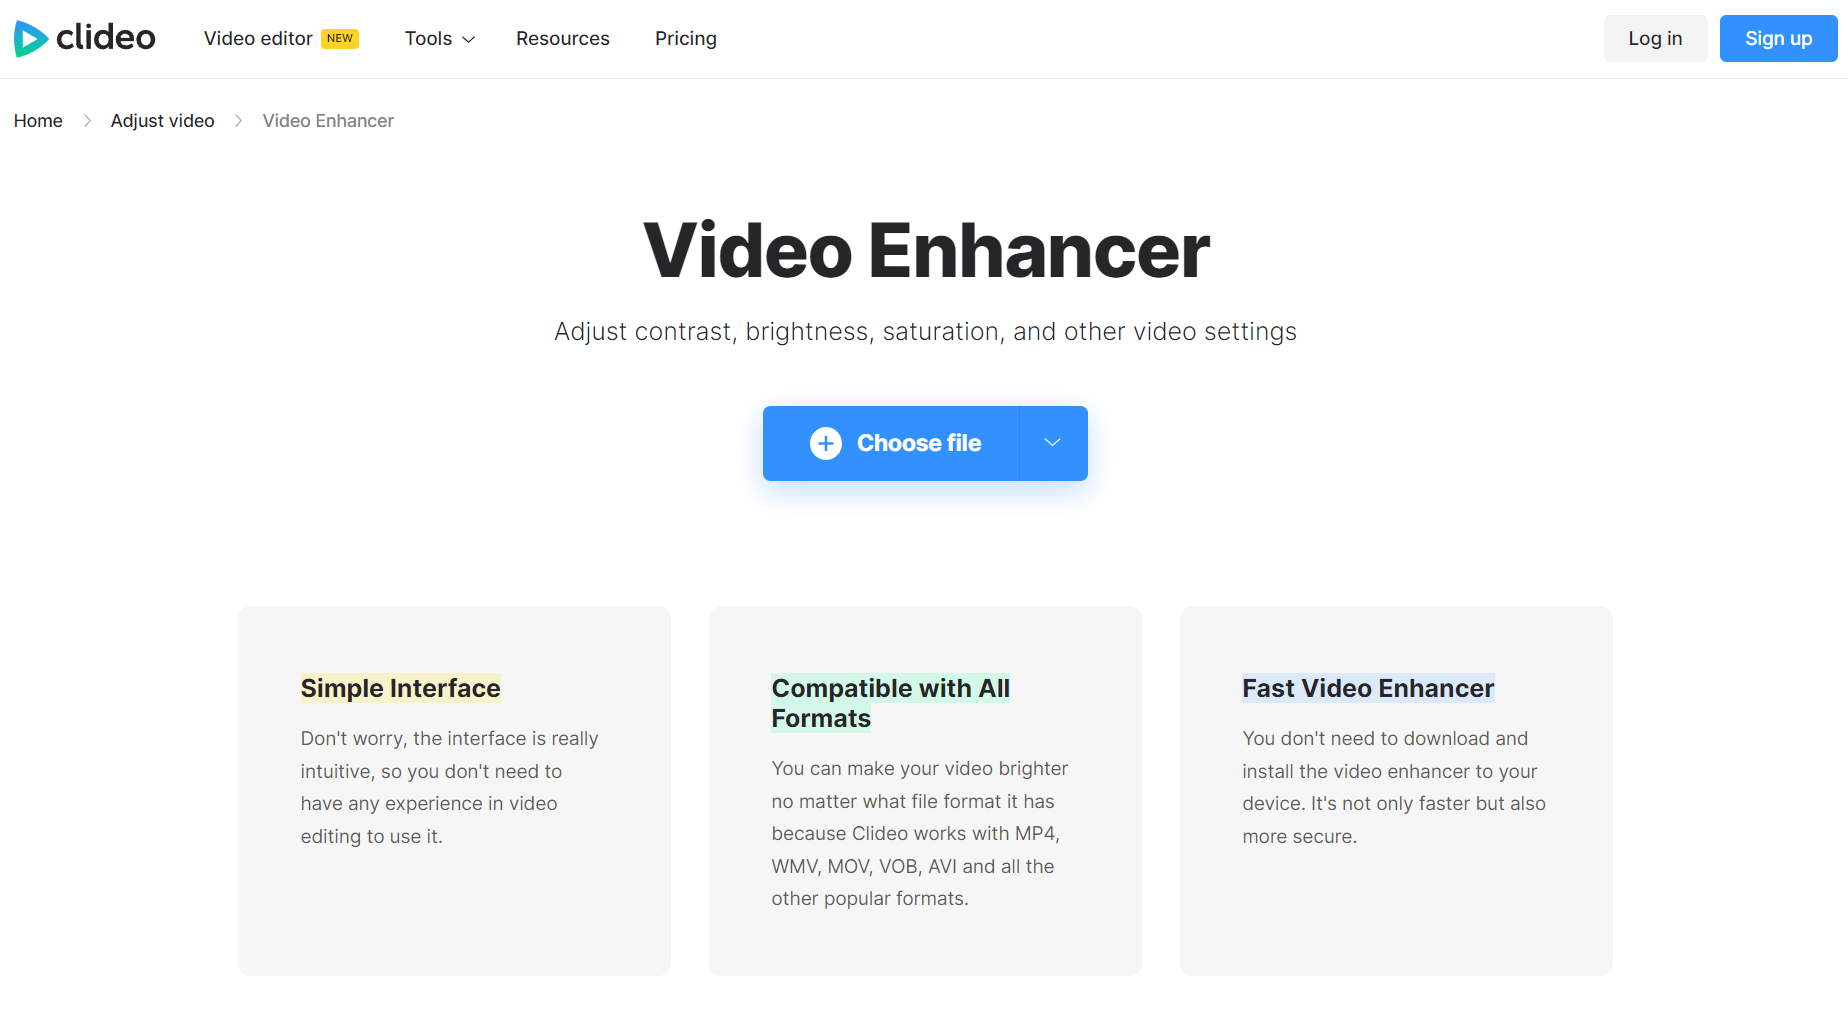 clideo
Video editor NEW
Tools
Resources
Pricing
Log in
Sign up
Home
Adjust video
Video Enhancer
Video Enhancer
Adjust contrast, brightness, saturation, and other video settings
Choose file
Simple Interface
Don't worry, the interface is really
intuitive, so you don't need to
have any experience in video
editing to use it.
Compatible with All
Formats
You can make your video brighter
no matter what file format it has
because Clideo works with MP4,
WMV, MOV, VOB, AVI and all the
other popular formats.
Fast Video Enhancer
You don't need to download and
install the video enhancer to your
device. It's not only faster but also
more secure.